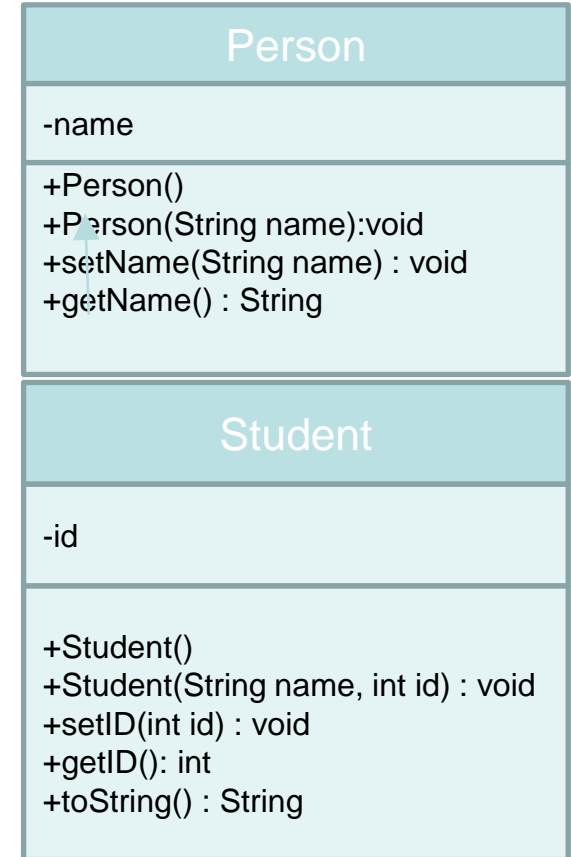 Person
-name
+Person()
+Person(String name):void
+setName(String name) : void
+getName() : String
Student
-id
+Student()
+Student(String name, int id) : void
+setID(int id) : void
+getID(): int
+toString() : String